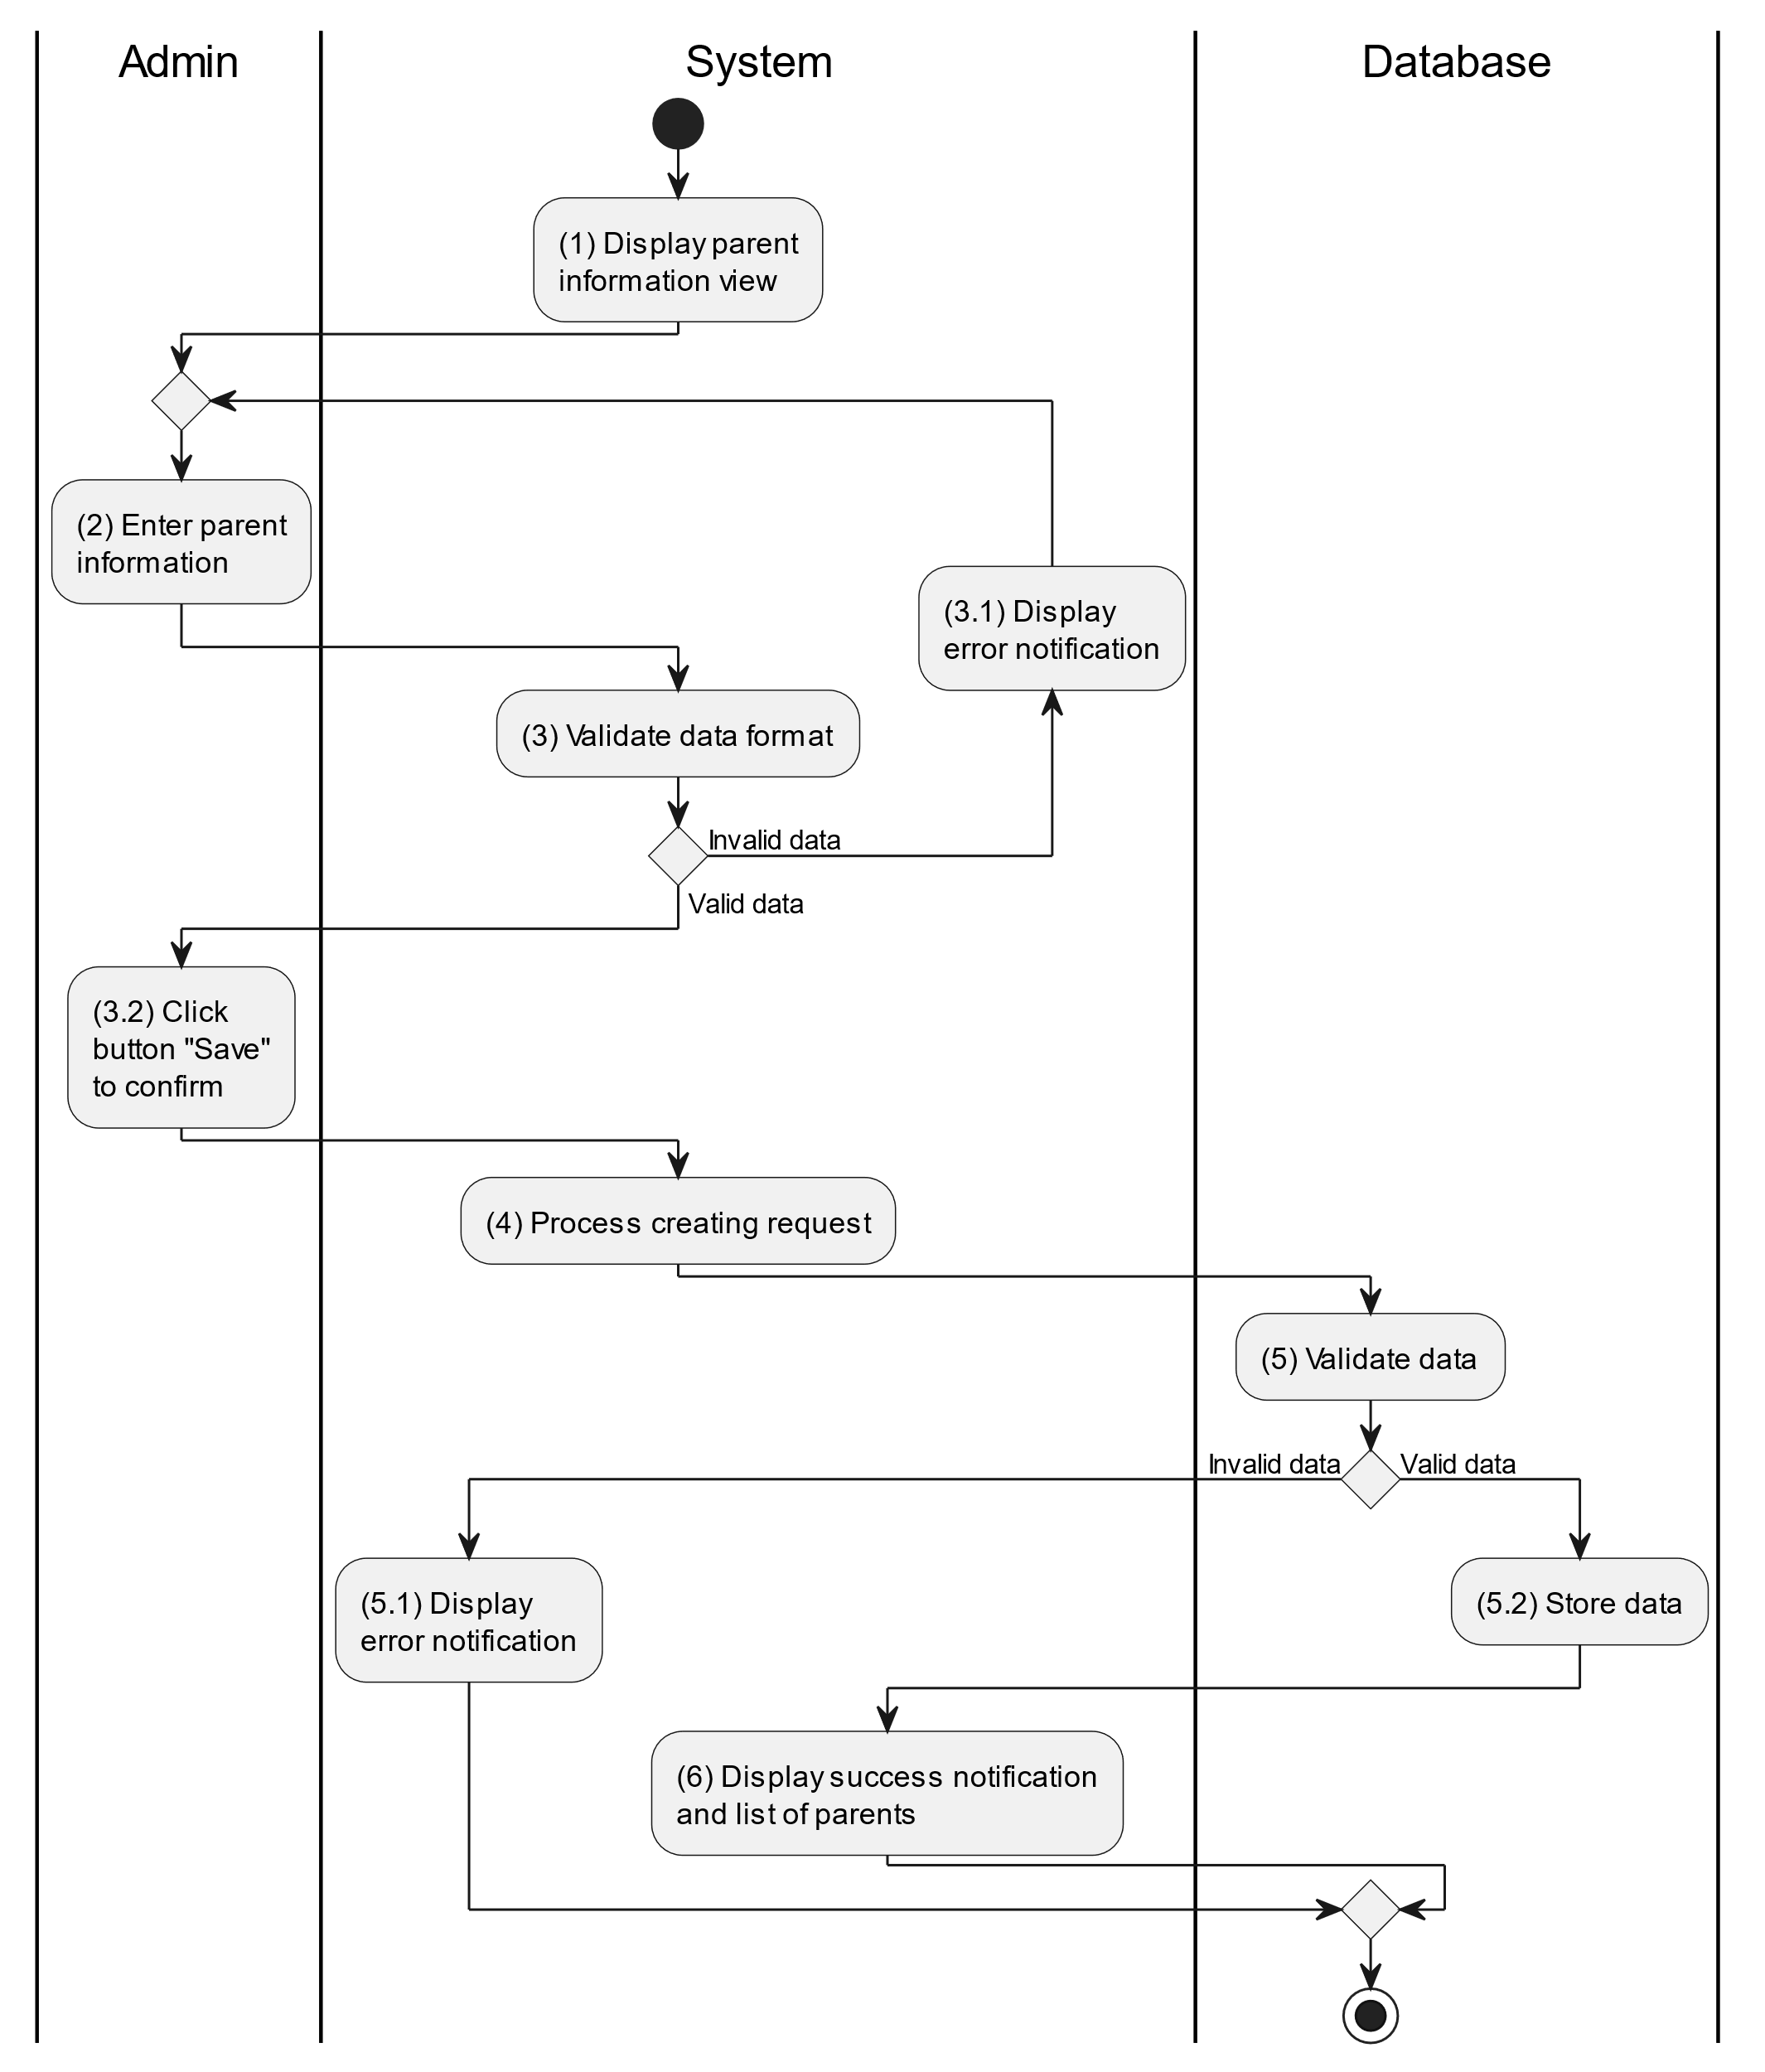 Admin
System
Database
(1) Display parent
information view
(2) Enter parent
information
(3.1) Display
error notification
(3) Validate data format
Invalid data
Valid data
(3.2) Click
button "Save"
to confirm
(4) Process creating request
(5) Validate data
Invalid data
Valid data
(5.1) Display
error notification
(5.2) Store data
(6) Display success notification
and list of parents